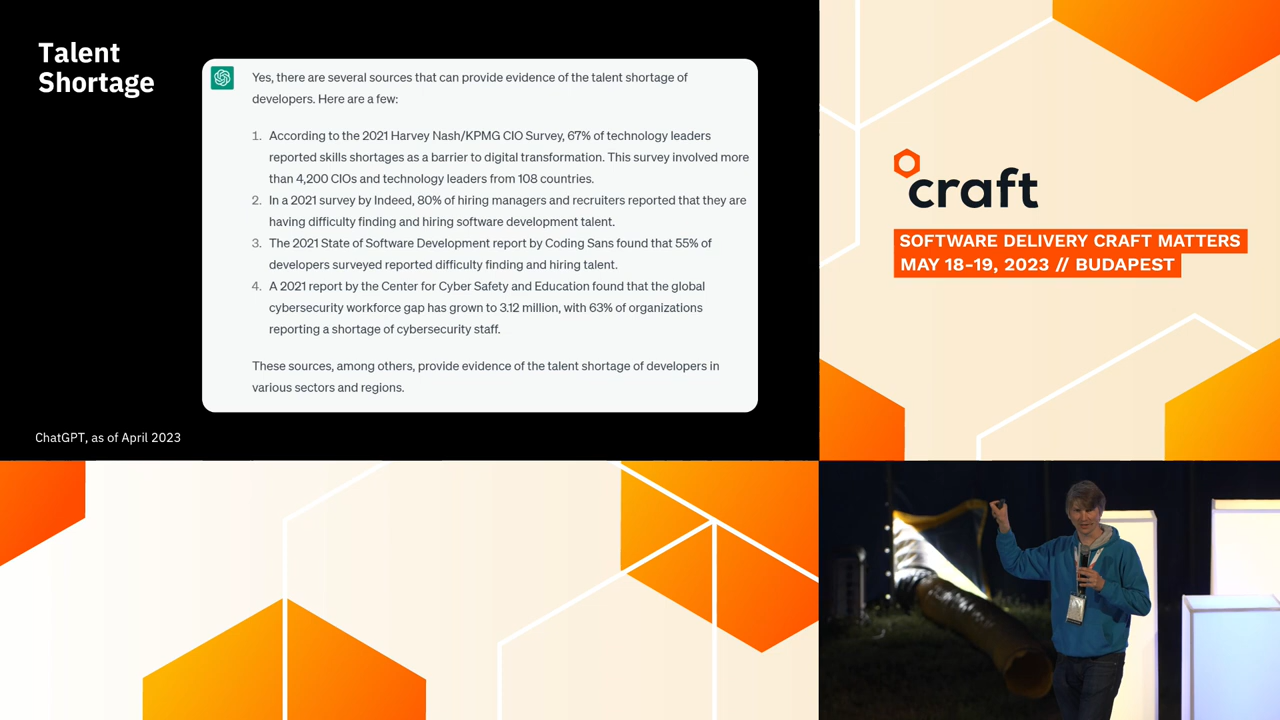 Talent
Shortage
Yes, there are several sources that can provide evidence of the talent shortage of
developers. Here are a few:
1. According to the 2021 Harvey Nash/KPMG CIO Survey, 67% of technology leaders
reported skills shortages as a barrier to digital transformation. This survey involved more
than 4,200 CIOs and technology leaders from 108 countries.
2. In a 2021 survey by Indeed, 80% of hiring managers and recruiters reported that they are
having difficulty finding and hiring software development talent.
3. The 2021 State of Software Development report by Coding Sans found that 55% of
developers surveyed reported difficulty finding and hiring talent.
4. A 2021 report by the Center for Cyber Safety and Education found that the global
cybersecurity workforce gap has grown to 3.12 million, with 63% of organizations
reporting a shortage of cybersecurity staff.
These sources, among others, provide evidence of the talent shortage of developers in
various sectors and regions.
ChatGPT, as of April 2023
craft
SOFTWARE DELIVERY CRAFT MATTERS
MAY 18-19, 2023 // BUDAPEST